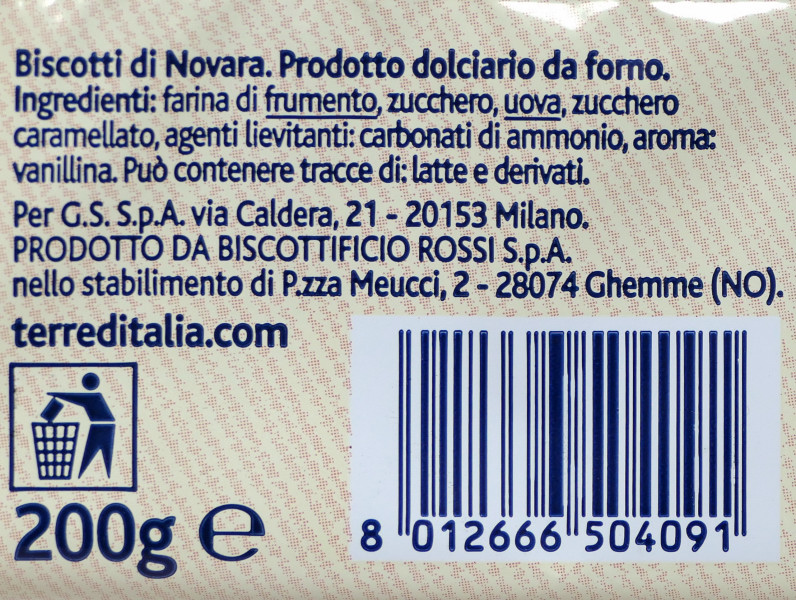 Biscotti di Novara. Prodotto dolciario da forno.
Ingredienti: farina di frumento, zucchero, uova, zucchero
caramellato, agenti lievitanti: carbonati di ammonio, aroma:
vanillina. Può contenere tracce di: latte e derivati.
Per G.S. S.p.A. via Caldera, 21 - 20153 Milano.
PRODOTTO DA BISCOTTIFICIO ROSSI S.p.A.
nello stabilimento di P.zza Meucci, 2 - 28074 Ghemme (NO).
terreditalia.com
200g e
8 012666 504091